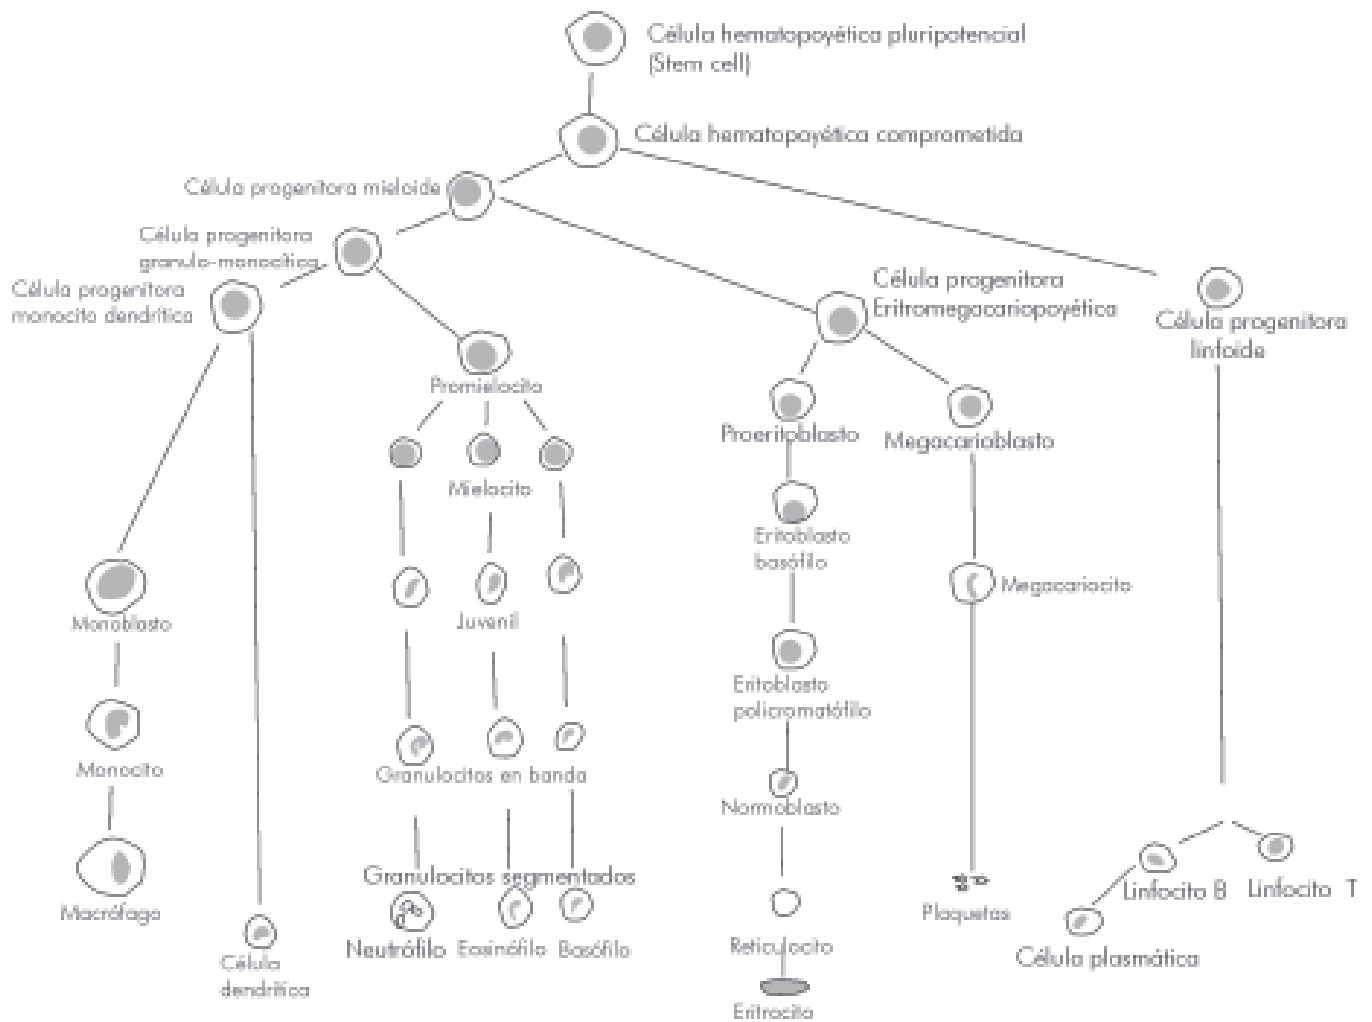 Célula hematopoyética pluripotencial
(Stem cell)
Célula hematopoyética comprometida
Célula progenitora mieloide
Célula progenitora
granulo-monocítica
Célula progenitora
monocito dendrítica
Célula progenitora
Eritromegacariopoyética
Célula progenitora
linfoide
Promielocito
Proeritoblasto
Megacarioblasto
Mielocito
Eritoblasto
basófilo
Megacariocito
Monoblasto
Juvenil
Eritoblasto
policromatófilo
Monocito
Granulocitos en banda
Normoblasto
Granulocitos segmentados
Linfocito B
Linfocito T
Macrófago
Plaquetas
Neutrófilo
Eosinófilo
Basófilo
Reticulocito
Célula plasmática
Célula
dendrítica
Eritrocito